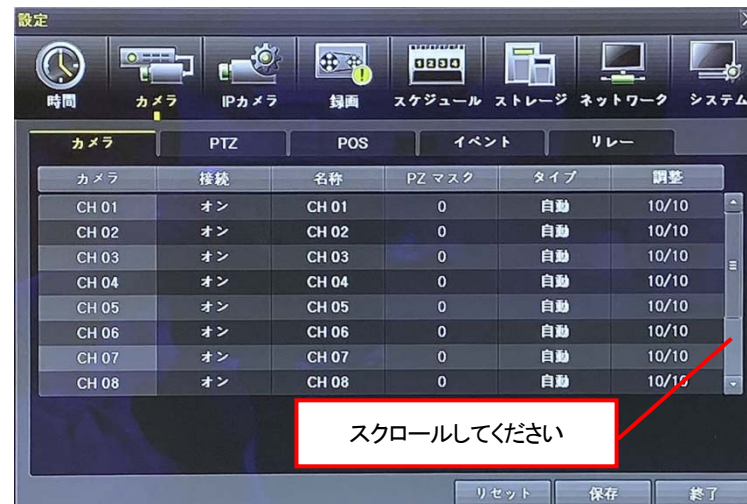 設定
時間 カメラ IPカメラ 録画 スケジュール ストレージ ネットワーク システム
カメラ PTZ POS イベント リレー
カメラ 接続 名称 PZ マスク タイプ 調整
CH 01 オン CH 01 0 自動 10/10
CH 02 オン CH 02 0 自動 10/10
CH 03 オン CH 03 0 自動 10/10
CH 04 オン CH 04 0 自動 10/10
CH 05 オン CH 05 0 自動 10/10
CH 06 オン CH 06 0 自動 10/10
CH 07 オン CH 07 0 自動 10/10
CH 08 オン CH 08 0 自動 10/10
スクロールしてください
リセット 保存 終了